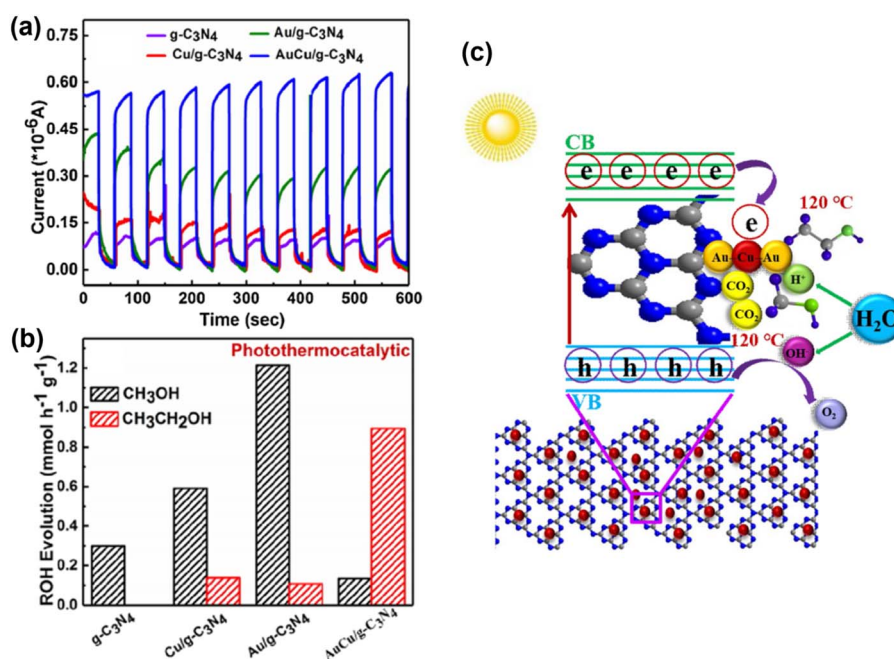 (a)
g-C3N4
Au/g-C3N4
Cu/g-C3N4
AuCu/g-C3N4
Current (*10-6A)
0.60
0.45
0.30
0.15
0.00
0 100 200 300 400 500 600
Time (sec)
(b)
Photothermocatalytic
CH3OH
CH3CH2OH
ROH Evolution (mmol h-1 g-1)
1.2
1.0
0.8
0.6
0.4
0.2
0.0
g-C3N4
Cu/g-C3N4
Au/g-C3N4
AuCu/g-C3N4
(c)
CB
e e e e
e
120 °C
Au Cu Au
CO2
H+
CO2
H2O
120 °C
OH
h h h h
VB
O2